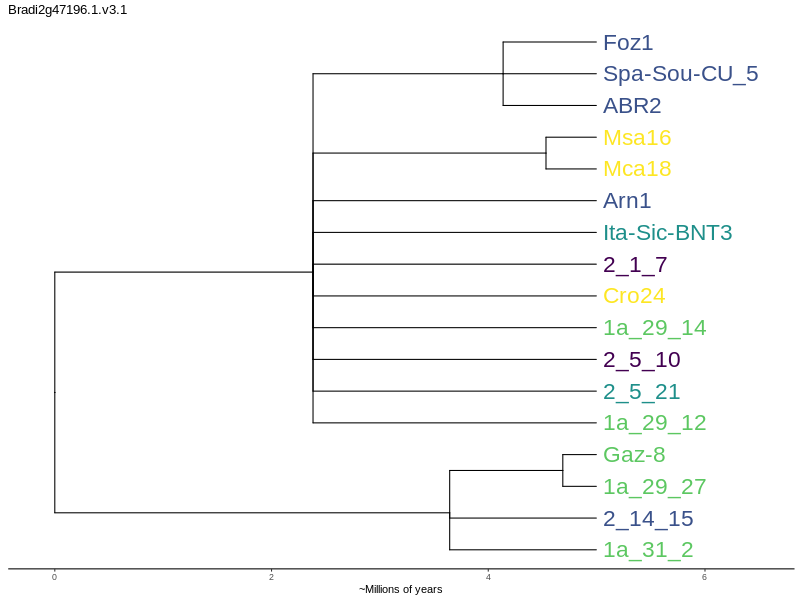 Bradi2g47196.1.v3.1
Foz1
Spa-Sou-CU_5
ABR2
Msa16
Mca18
Arn1
Ita-Sic-BNT3
2_1_7
Cro24
1a_29_14
2_5_10
2_5_21
1a_29_12
Gaz-8
1a_29_27
2_14_15
1a_31_2
0 2 4 6
~Millions of years